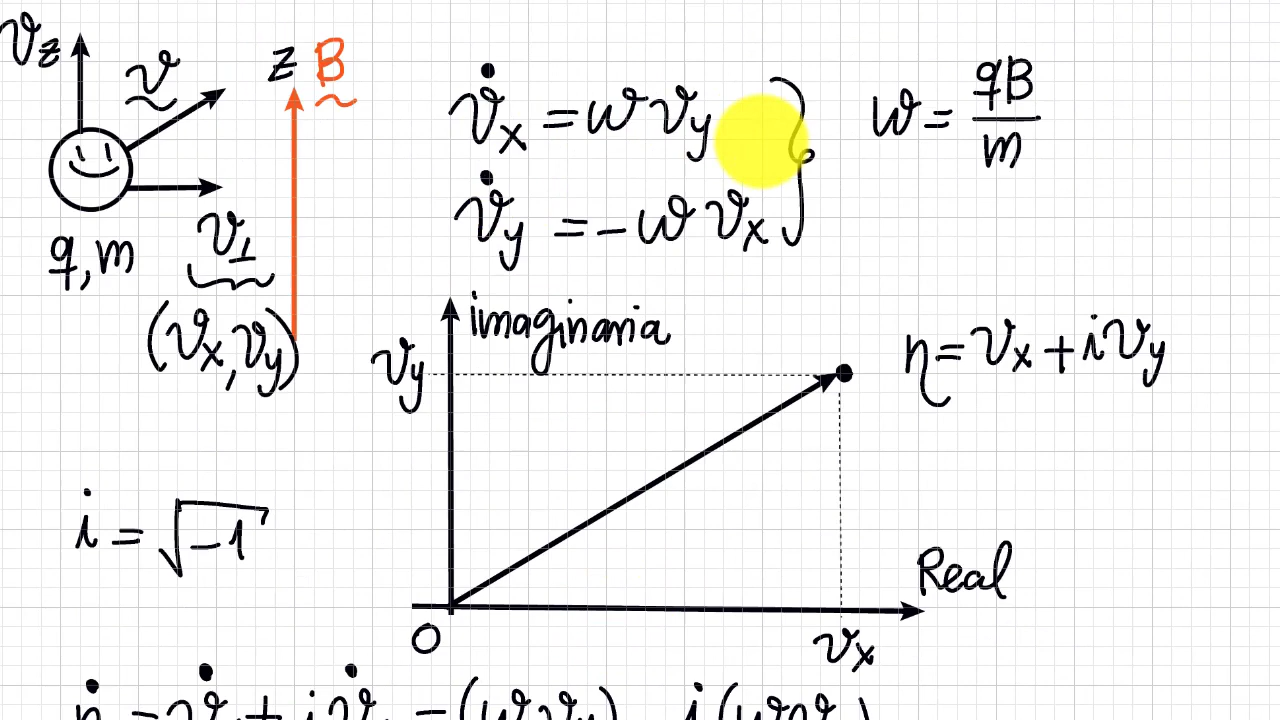 v_z
v
z B
v̇_x = ω v_y
ω = qB/m
v̇_y = -ω v_x
q, m
v_⊥
(v_x, v_y)
imaginaria
v_y
η = v_x + i v_y
i = √-1
Real
0
v_x